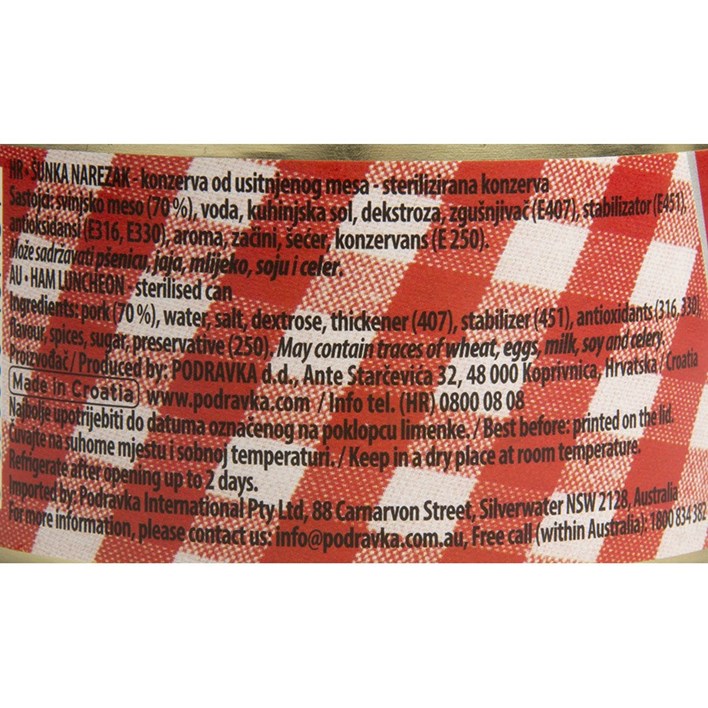 HR - ŠUNKA NAREZAK - konzerva od usitnjenog mesa - sterilizirana konzerva
Sastojci: svinjsko meso (70 %), voda, kuhinjska sol, dekstroza, zgušnjivač (E407), stabilizator (E451),
antioksidansi (E316, E330), aroma, začini, šećer, konzervans (E 250).
Može sadržavati pšenicu, jaja, mlijeko, soju i celer.
AU - HAM LUNCHEON - sterilised can
Ingredients: pork (70 %), water, salt, dextrose, thickener (407), stabilizer (451), antioxidants (316, 330),
flavour, spices, sugar, preservative (250). May contain traces of wheat, eggs, milk, soy and celery.
Proizvođač / Produced by: PODRAVKA d.d., Ante Starčevića 32, 48 000 Koprivnica, Hrvatska / Croatia
Made in Croatia www.podravka.com / Info tel. (HR) 0800 08 08
Najbolje upotrijebiti do datuma označenog na poklopcu limenke. / Best before: printed on the lid.
Čuvajte na suhome mjestu i sobnoj temperaturi. / Keep in a dry place at room temperature.
Refrigerate after opening up to 2 days.
Imported by: Podravka International Pty Ltd, 88 Carnarvon Street, Silverwater NSW 2128, Australia
For more information, please contact us: info@podravka.com.au, Free call (within Australia): 1800 834 382